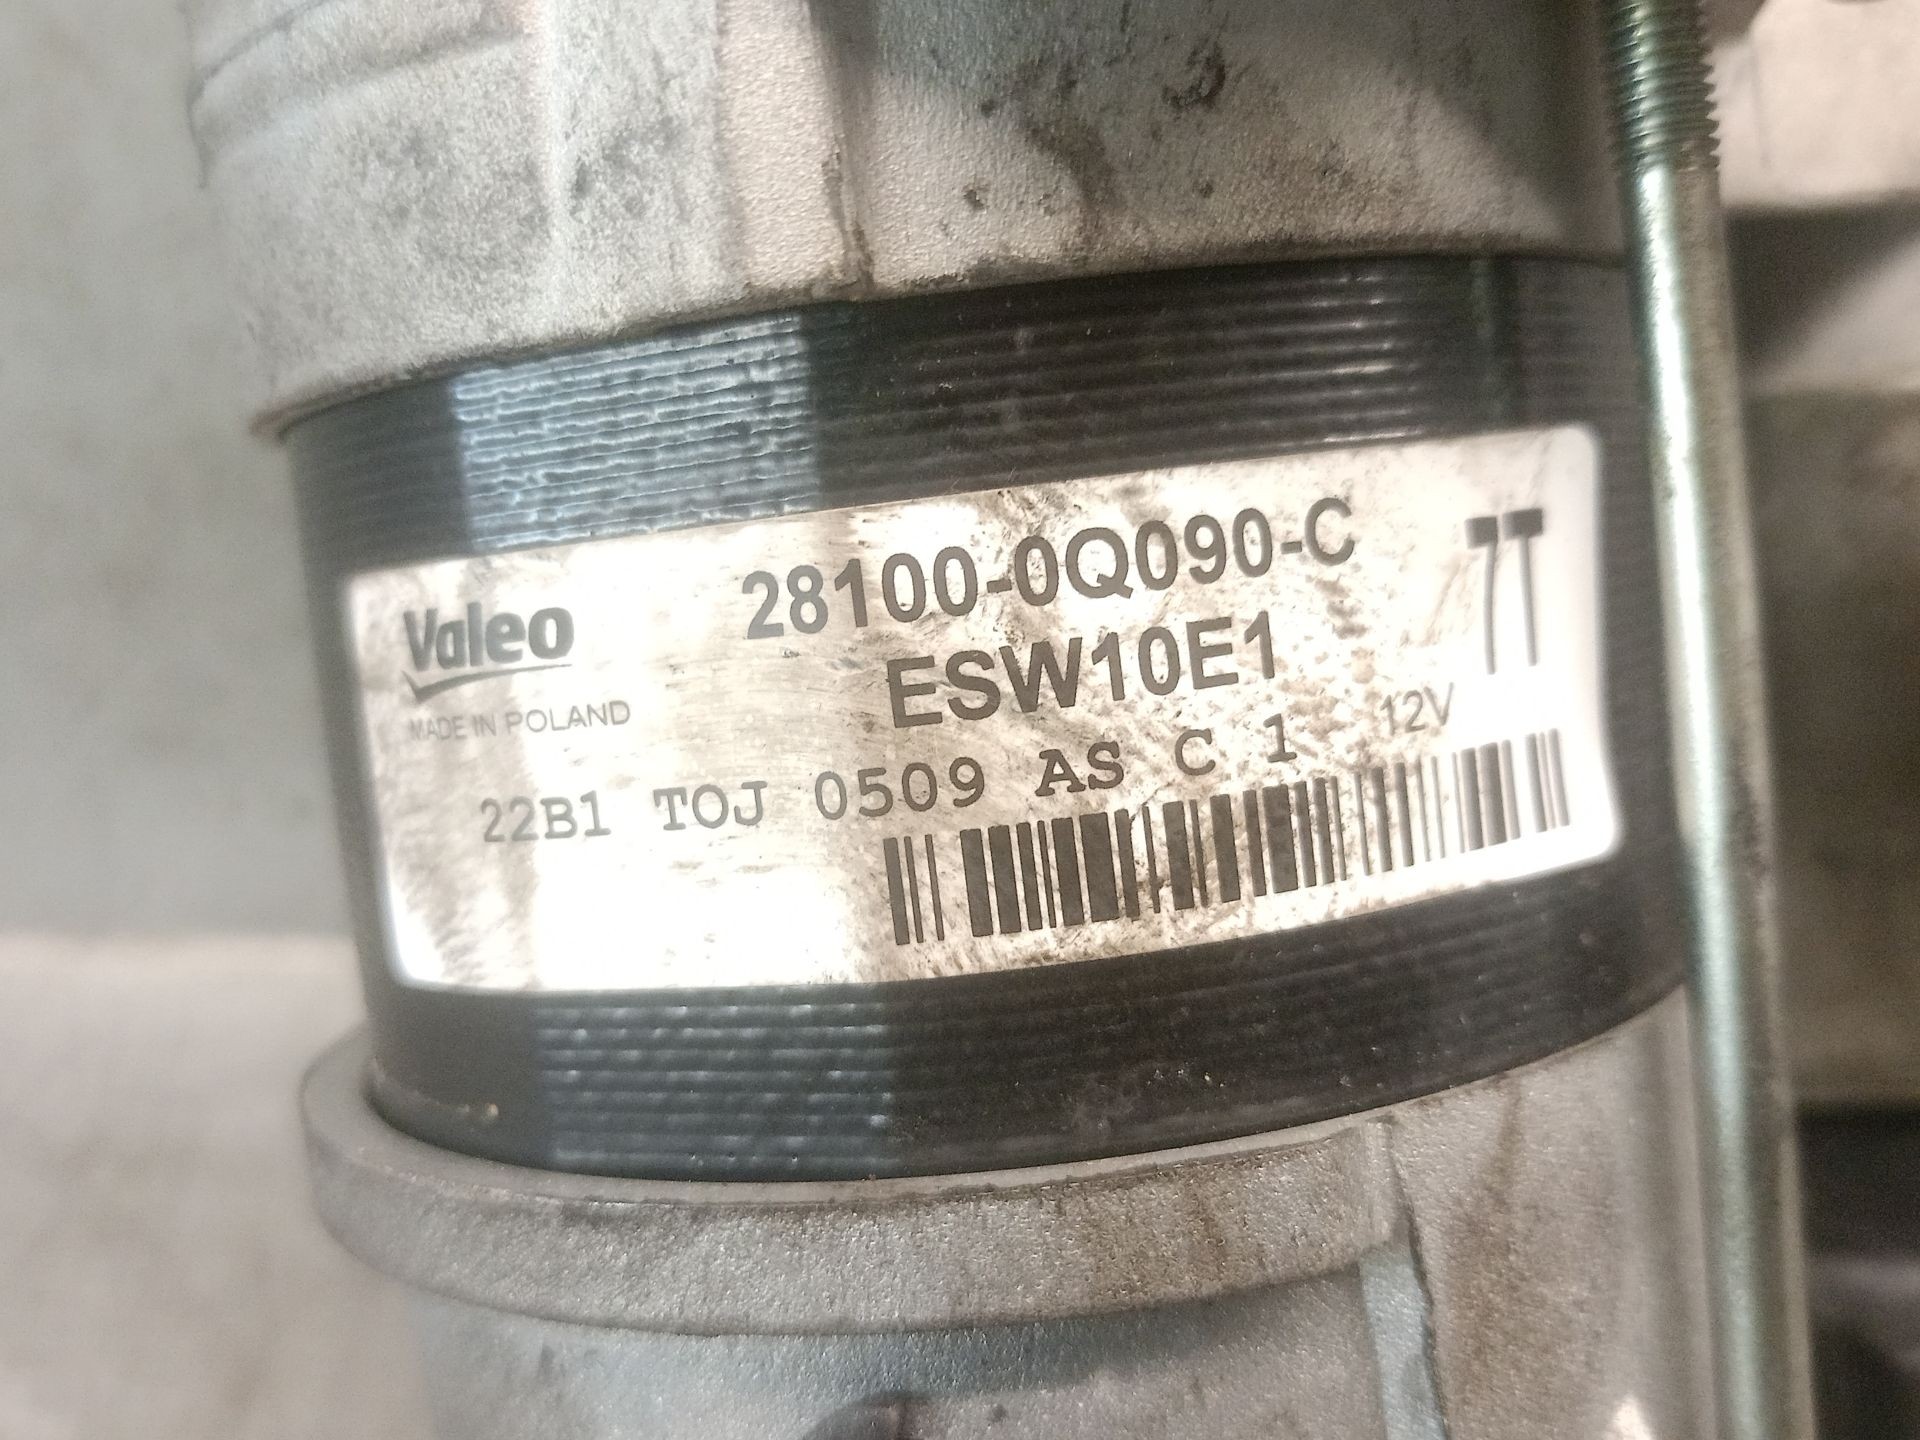 Valeo
MADE IN POLAND
28100-0Q090-C
ESW10E1
7T
12V
22B1 TOJ 0509 AS C 1